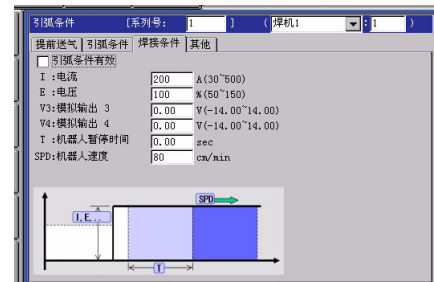 引弧条件 [系列号: 1 ] ( 焊机1 : 1 )
提前送气 引弧条件 焊接条件 其他
引弧条件有效
I :电流 200 A(30~500)
E :电压 100 %(50~150)
V3:模拟输出 3 0.00 V(-14.00~14.00)
V4:模拟输出 4 0.00 V(-14.00~14.00)
T :机器人暂停时间 0.00 sec
SPD:机器人速度 80 cm/min
SPD
I,E...
T